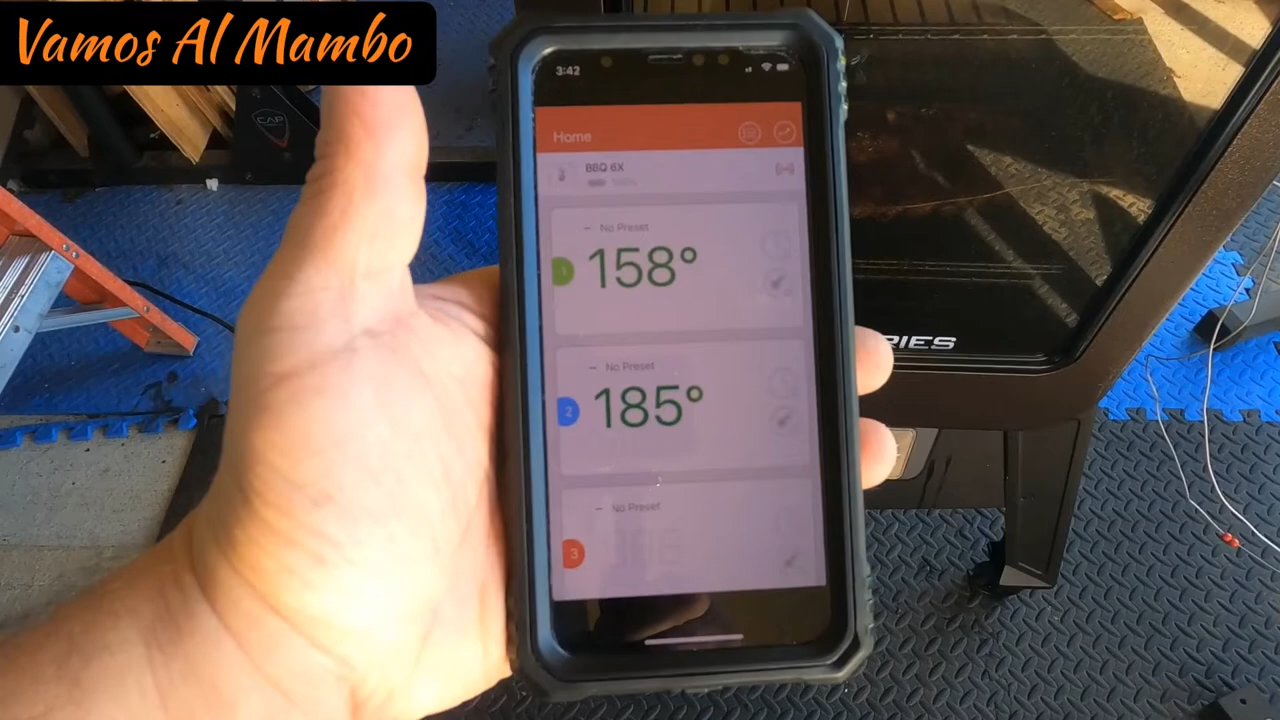 Vamos Al Mambo
CAP
3:42
Home
BBQ 6X
No Preset
1
158°
No Preset
2
185°
No Preset
3
RIES